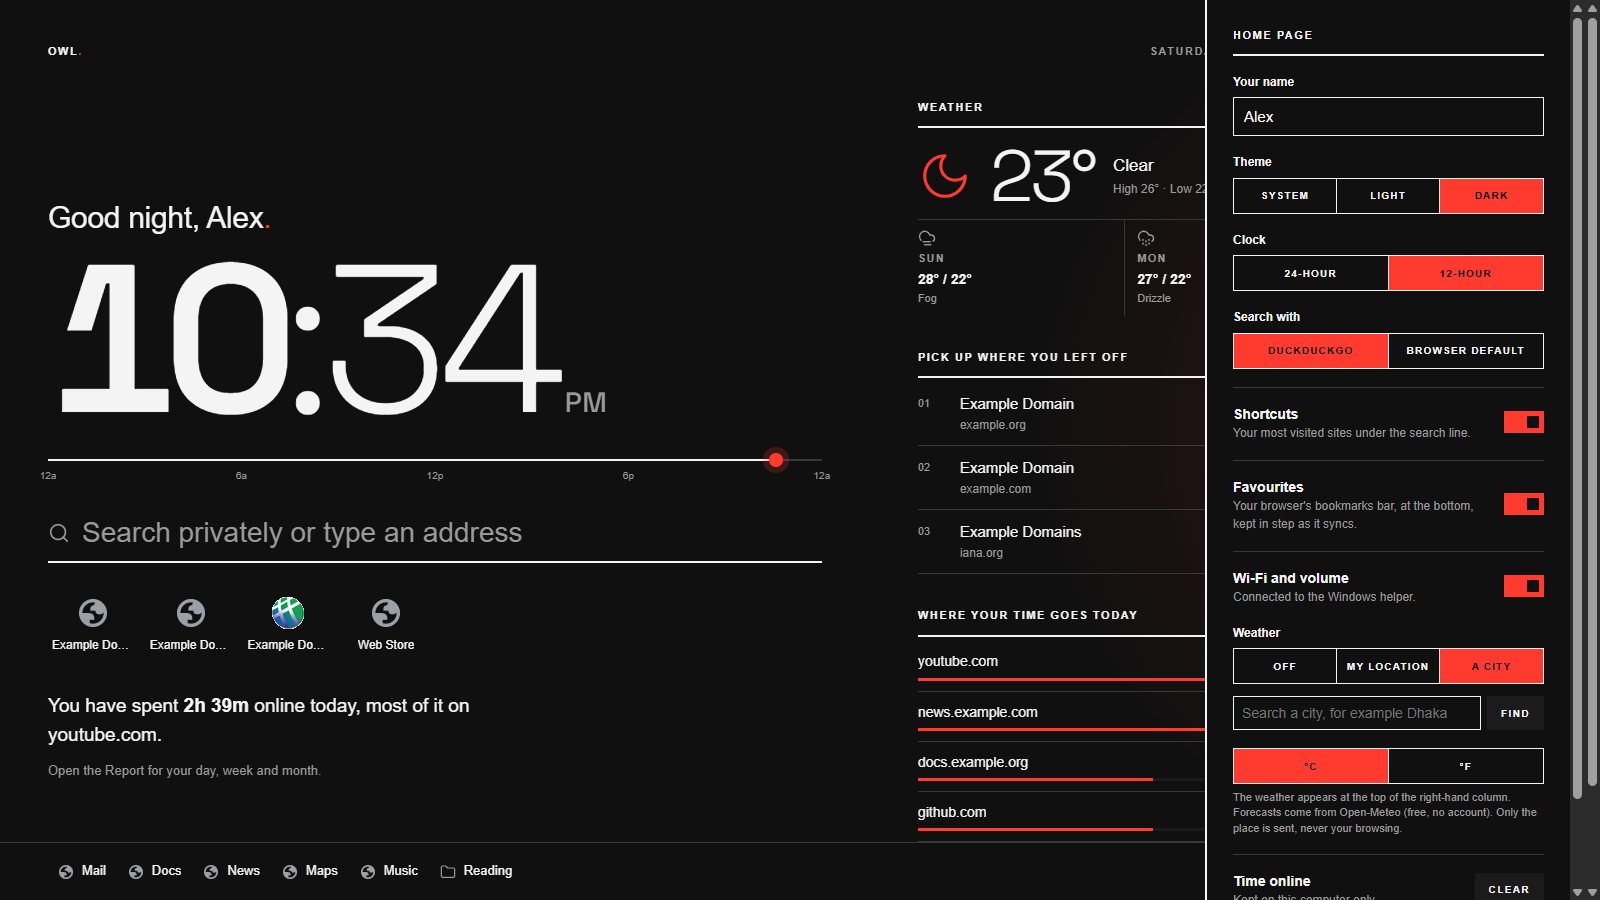 OWL.
Good night, Alex.
10:34 PM
12a 6a 12p 6p 12a
Search privately or type an address
Example Do... Example Do... Example Do... Web Store
You have spent 2h 39m online today, most of it on
youtube.com.
Open the Report for your day, week and month.
Mail Docs News Maps Music Reading
WEATHER
23°
Clear
High 26° · Low 22
SUN
28° / 22°
Fog
MON
27° / 22°
Drizzle
PICK UP WHERE YOU LEFT OFF
01 Example Domain
example.org
02 Example Domain
example.com
03 Example Domains
iana.org
WHERE YOUR TIME GOES TODAY
youtube.com
news.example.com
docs.example.org
github.com
HOME PAGE
Your name
Alex
Theme
SYSTEM LIGHT DARK
Clock
24-HOUR 12-HOUR
Search with
DUCKDUCKGO BROWSER DEFAULT
Shortcuts
Your most visited sites under the search line.
Favourites
Your browser's bookmarks bar, at the bottom,
kept in step as it syncs.
Wi-Fi and volume
Connected to the Windows helper.
Weather
OFF MY LOCATION A CITY
Search a city, for example Dhaka FIND
°C °F
The weather appears at the top of the right-hand column.
Forecasts come from Open-Meteo (free, no account). Only the
place is sent, never your browsing.
Time online
CLEAR
Kept on this computer only